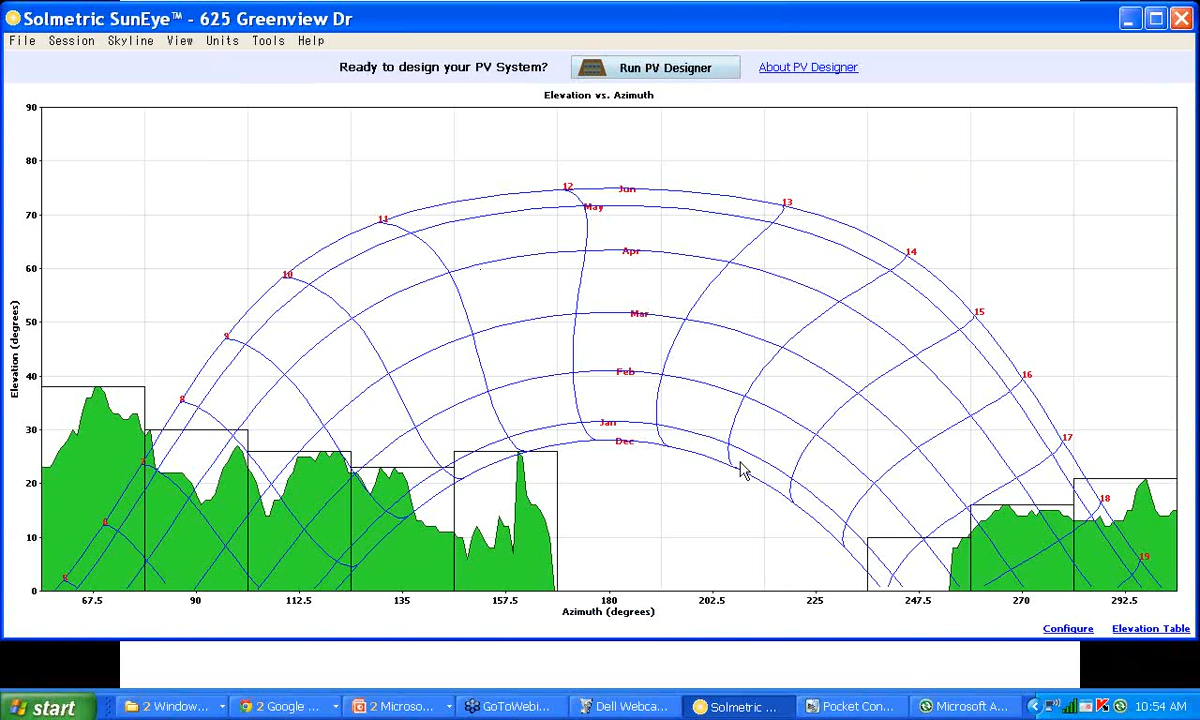 Solmetric SunEye™ - 625 Greenview Dr
File Session Skyline View Units Tools Help
Ready to design your PV System? Run PV Designer About PV Designer
Elevation vs. Azimuth
90
80
70
60
50
40
30
20
10
0
Elevation (degrees)
12
Jun
May
13
11
Apr
14
10
Mar
15
9
Feb
16
8
Jan
17
Dec
7
18
6
19
5
67.5 90 112.5 135 157.5 180 202.5 225 247.5 270 292.5
Azimuth (degrees)
Configure Elevation Table
start 2 Window... 2 Google ... 2 Microso... GoToWebi... Dell Webca... Solmetric ... Pocket Con... Microsoft A... 10:54 AM